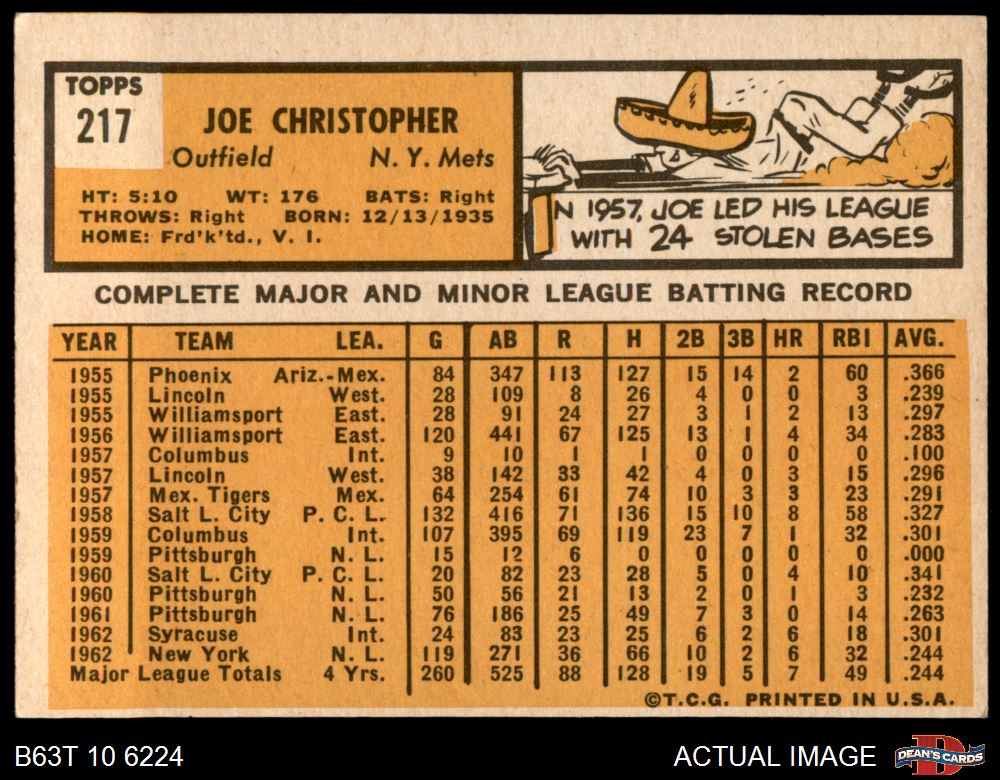 TOPPS
217
JOE CHRISTOPHER
Outfield N. Y. Mets
HT: 5:10 WT: 176 BATS: Right
THROWS: Right BORN: 12/13/1935
HOME: Frd'k'td., V. I.
IN 1957, JOE LED HIS LEAGUE
WITH 24 STOLEN BASES
COMPLETE MAJOR AND MINOR LEAGUE BATTING RECORD
YEAR TEAM LEA. G AB R H 2B 3B HR RBI AVG.
1955 Phoenix Ariz.-Mex. 84 347 113 127 15 14 2 60 .366
1955 Lincoln West. 28 109 8 26 4 0 0 3 .239
1955 Williamsport East. 28 91 24 27 3 1 2 13 .297
1956 Williamsport East. 120 441 67 125 13 1 4 34 .283
1957 Columbus Int. 9 10 1 1 0 0 0 0 .100
1957 Lincoln West. 38 142 33 42 4 0 3 15 .296
1957 Mex. Tigers Mex. 64 254 61 74 10 3 3 23 .291
1958 Salt L. City P. C. L. 132 416 71 136 15 10 8 58 .327
1959 Columbus Int. 107 395 69 119 23 7 1 32 .301
1959 Pittsburgh N. L. 15 12 6 0 0 0 0 0 .000
1960 Salt L. City P. C. L. 20 82 23 28 5 0 4 10 .341
1960 Pittsburgh N. L. 50 56 21 13 2 0 1 3 .232
1961 Pittsburgh N. L. 76 186 25 49 7 3 0 14 .263
1962 Syracuse Int. 24 83 23 25 6 2 6 18 .301
1962 New York N. L. 119 271 36 66 10 2 6 32 .244
Major League Totals 4 Yrs. 260 525 88 128 19 5 7 49 .244
©T.C.G. PRINTED IN U.S.A.
B63T 10 6224 ACTUAL IMAGE DEAN'S CARDS